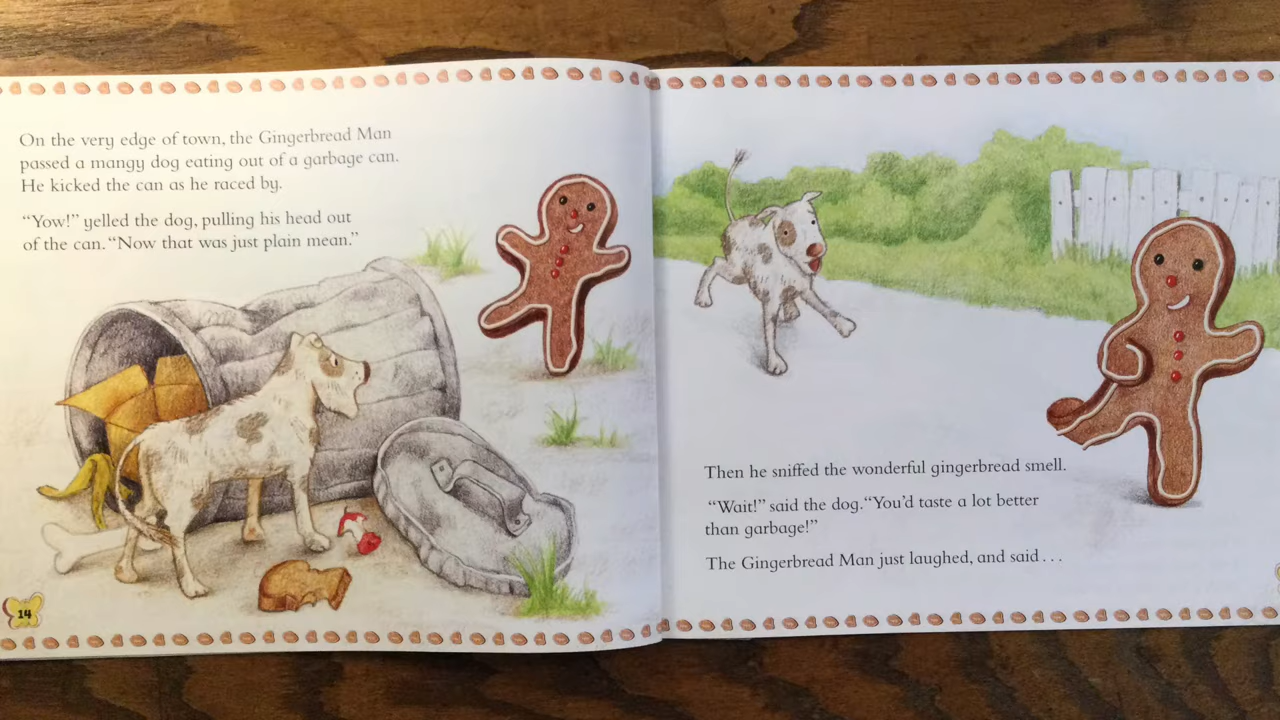 On the very edge of town, the Gingerbread Man
passed a mangy dog eating out of a garbage can.
He kicked the can as he raced by.
“Yow!” yelled the dog, pulling his head out
of the can. “Now that was just plain mean.”
14
Then he sniffed the wonderful gingerbread smell.
“Wait!” said the dog. “You’d taste a lot better
than garbage!”
The Gingerbread Man just laughed, and said . . .